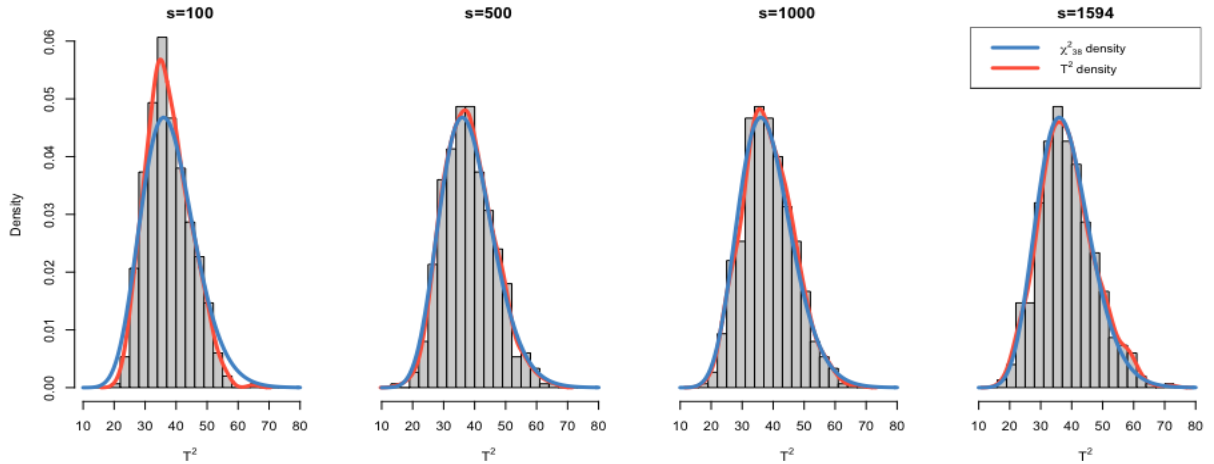 s=100
s=500
s=1000
s=1594
χ²₃₈ density
T² density
Density
0.00
0.01
0.02
0.03
0.04
0.05
0.06
10 20 30 40 50 60 70 80
10 20 30 40 50 60 70 80
10 20 30 40 50 60 70 80
10 20 30 40 50 60 70 80
T²
T²
T²
T²